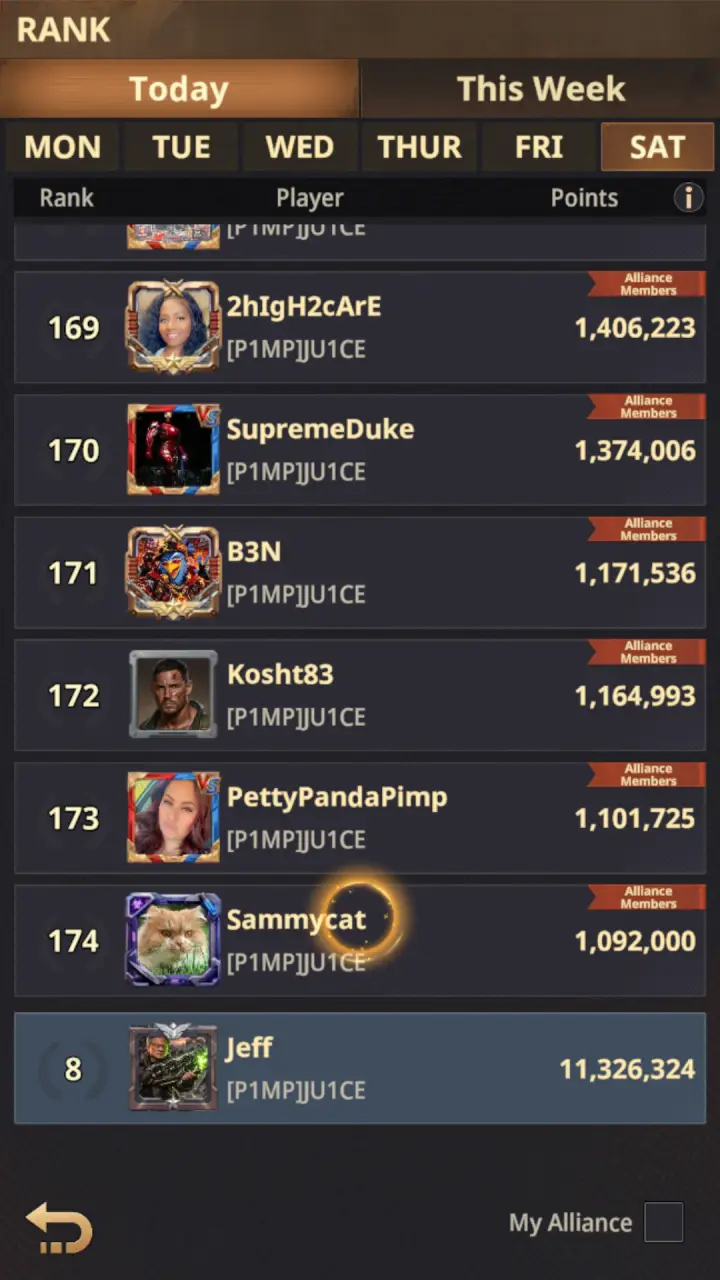 RANK
Today
This Week
MON TUE WED THUR FRI SAT
Rank Player Points
[P1MP]JU1CE
Alliance Members
169 2hIgH2cArE 1,406,223
[P1MP]JU1CE
Alliance Members
170 SupremeDuke 1,374,006
[P1MP]JU1CE
Alliance Members
171 B3N 1,171,536
[P1MP]JU1CE
Alliance Members
172 Kosht83 1,164,993
[P1MP]JU1CE
Alliance Members
173 PettyPandaPimp 1,101,725
[P1MP]JU1CE
Alliance Members
174 Sammycat 1,092,000
[P1MP]JU1CE
8 Jeff 11,326,324
[P1MP]JU1CE
My Alliance